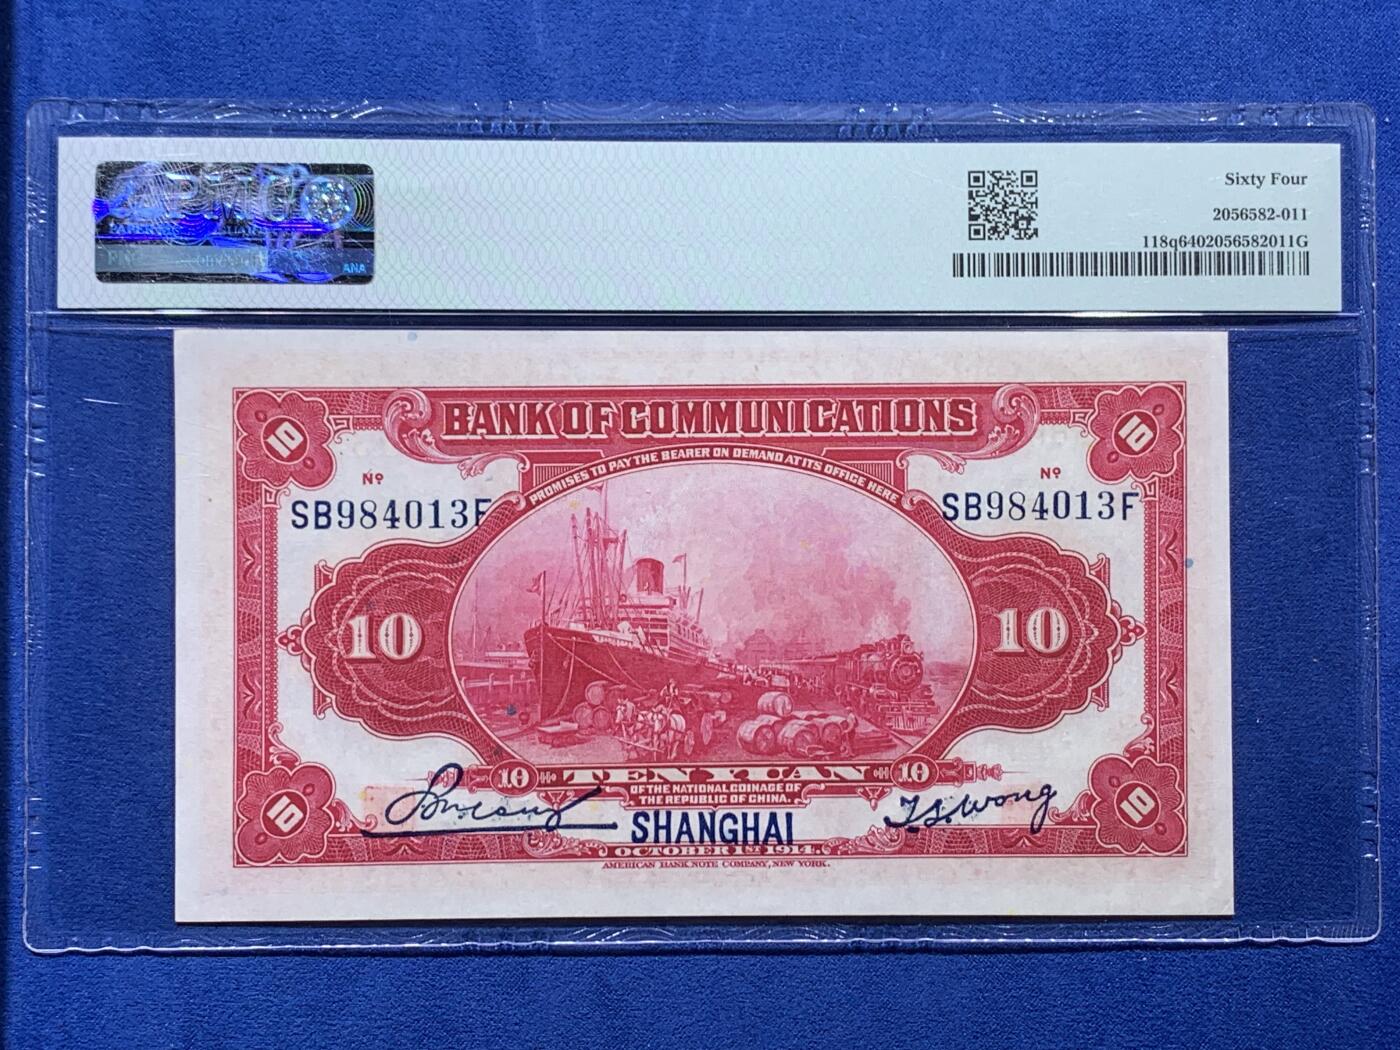 PMG
ANA
Sixty Four
2056582-011
118q6402056582011G
BANK OF COMMUNICATIONS
PROMISES TO PAY THE BEARER ON DEMAND AT ITS OFFICE HERE
10
10
Nº
Nº
SB984013F
SB984013F
10
10
10 TEN YUAN 10
OF THE NATIONAL COINAGE OF
THE REPUBLIC OF CHINA.
T.S. Wong
SHANGHAI
10
10
OCTOBER 1ST 1914.
AMERICAN BANK NOTE COMPANY, NEW YORK.